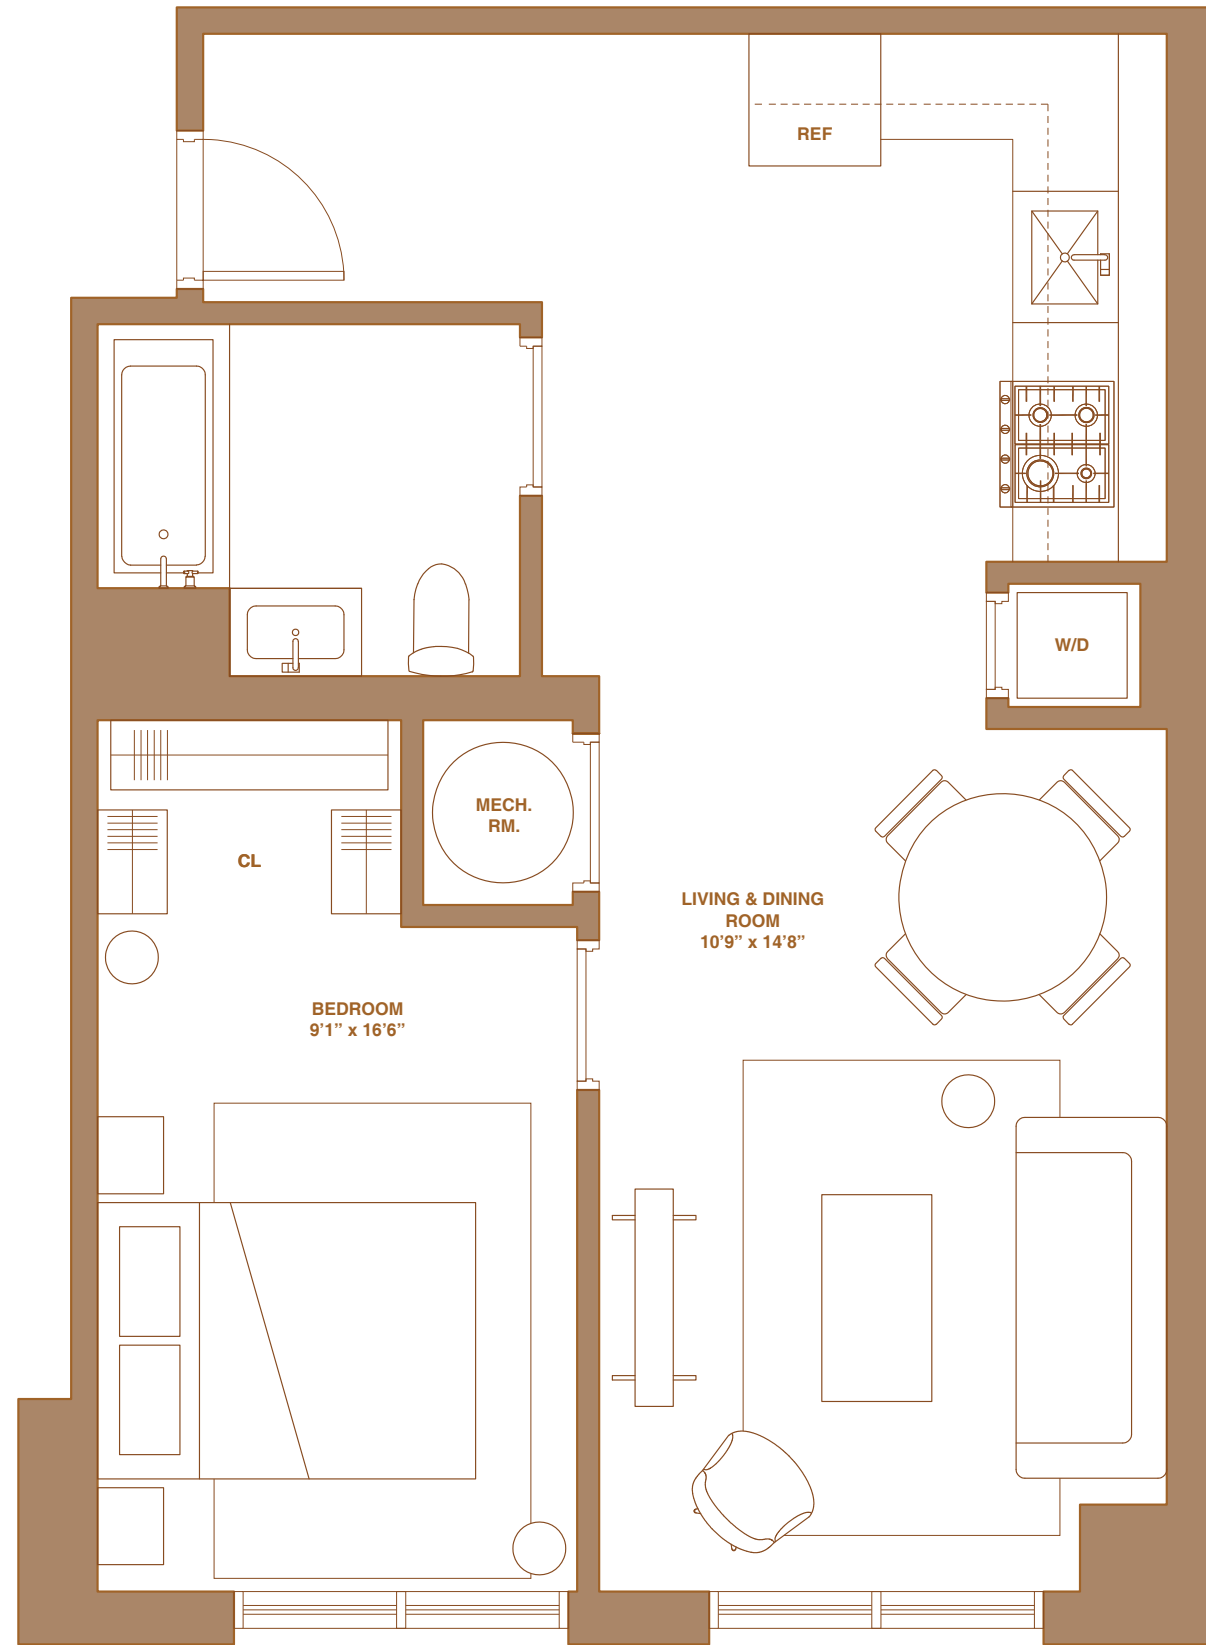 REF
W/D
MECH.
RM.
CL
LIVING & DINING
ROOM
10’9” x 14’8”
BEDROOM
9’1” x 16’6”